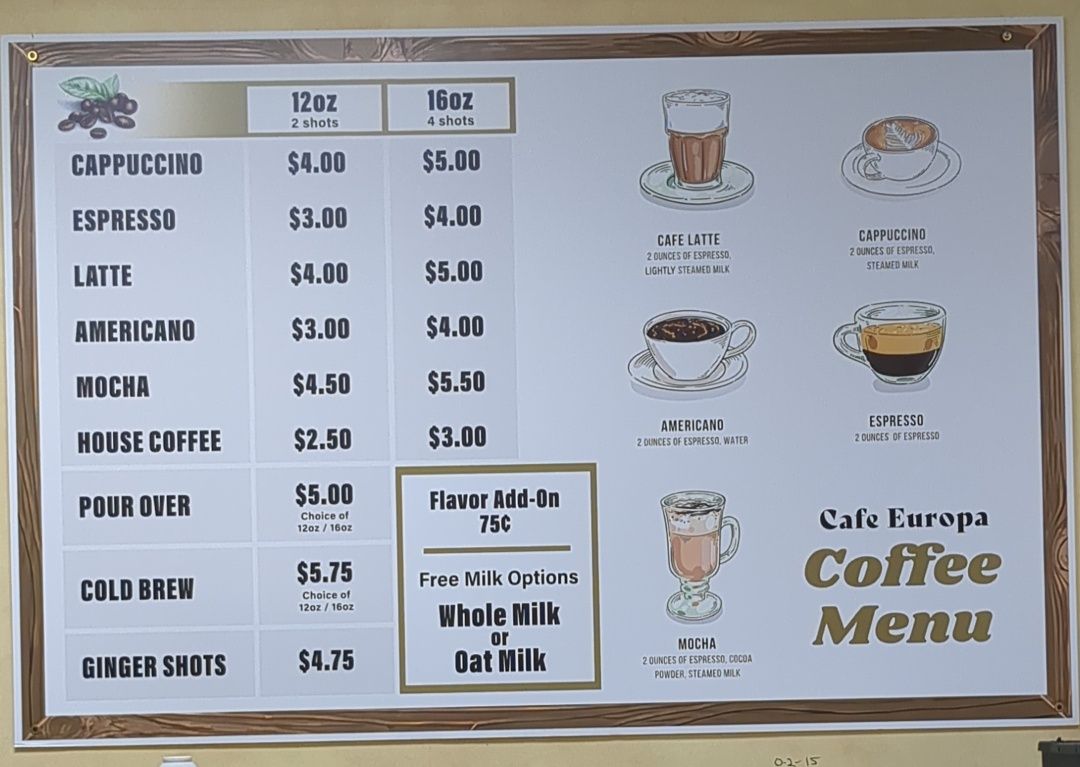 12oz 16oz
2 shots 4 shots
CAPPUCCINO $4.00 $5.00
ESPRESSO $3.00 $4.00
LATTE $4.00 $5.00
AMERICANO $3.00 $4.00
MOCHA $4.50 $5.50
HOUSE COFFEE $2.50 $3.00
POUR OVER $5.00
Choice of
12oz / 16oz
COLD BREW $5.75
Choice of
12oz / 16oz
GINGER SHOTS $4.75
Flavor Add-On
75¢
Free Milk Options
Whole Milk
or
Oat Milk
CAFE LATTE
2 OUNCES OF ESPRESSO,
LIGHTLY STEAMED MILK
CAPPUCCINO
2 OUNCES OF ESPRESSO,
STEAMED MILK
AMERICANO
2 OUNCES OF ESPRESSO, WATER
ESPRESSO
2 OUNCES OF ESPRESSO
MOCHA
2 OUNCES OF ESPRESSO, COCOA
POWDER, STEAMED MILK
Cafe Europa
Coffee
Menu
0-2-15